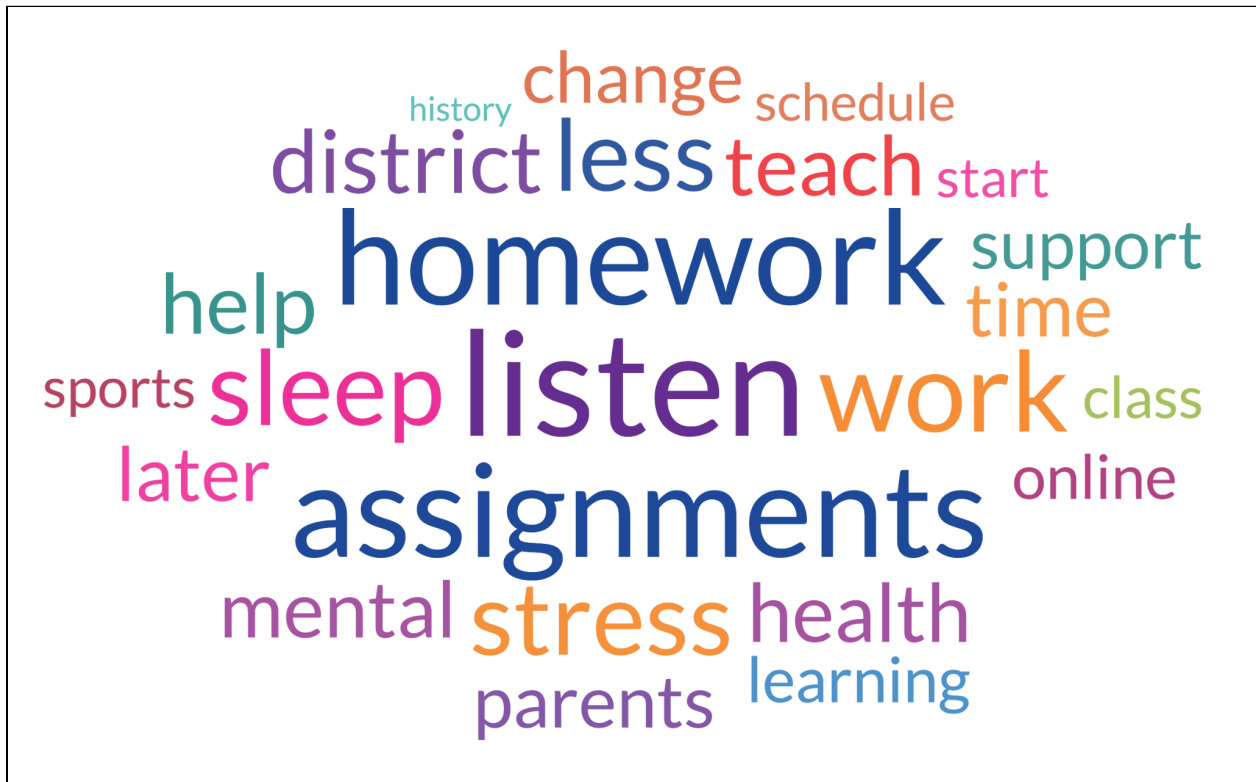 change
history schedule
district less teach start
homework support
help time
sports sleep listen work class
later assignments online
mental stress health
parents learning